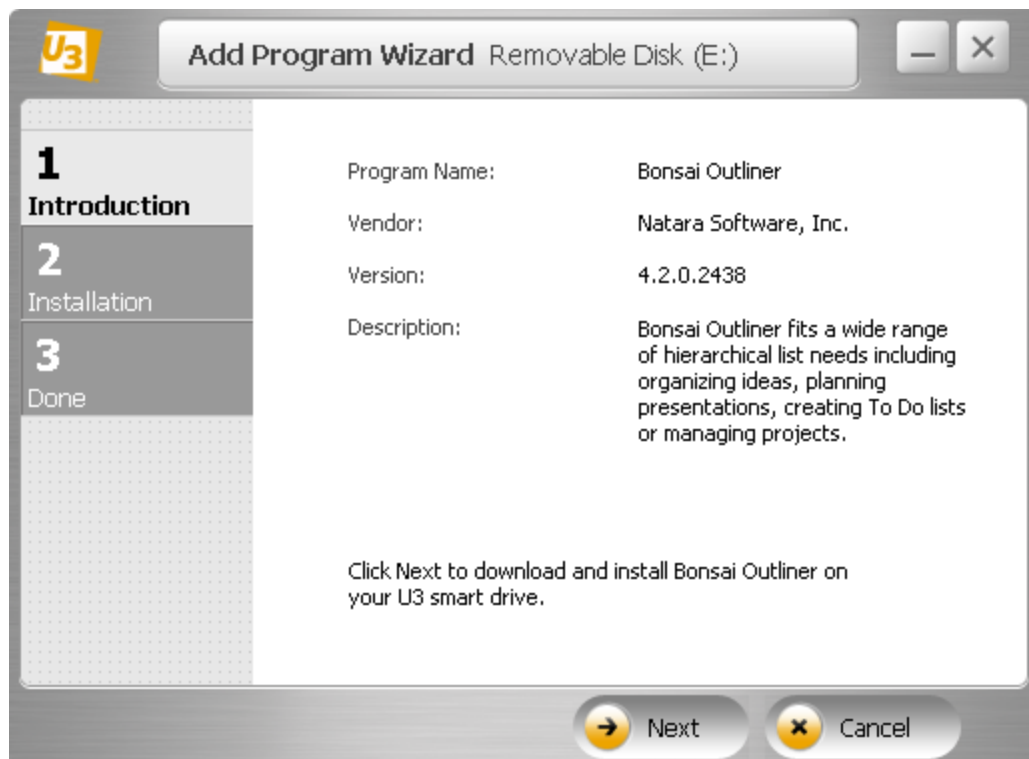 U3
Add Program Wizard Removable Disk (E:)
1
Introduction
2
Installation
3
Done
Program Name: Bonsai Outliner
Vendor: Natara Software, Inc.
Version: 4.2.0.2438
Description: Bonsai Outliner fits a wide range
of hierarchical list needs including
organizing ideas, planning
presentations, creating To Do lists
or managing projects.
Click Next to download and install Bonsai Outliner on
your U3 smart drive.
Next Cancel